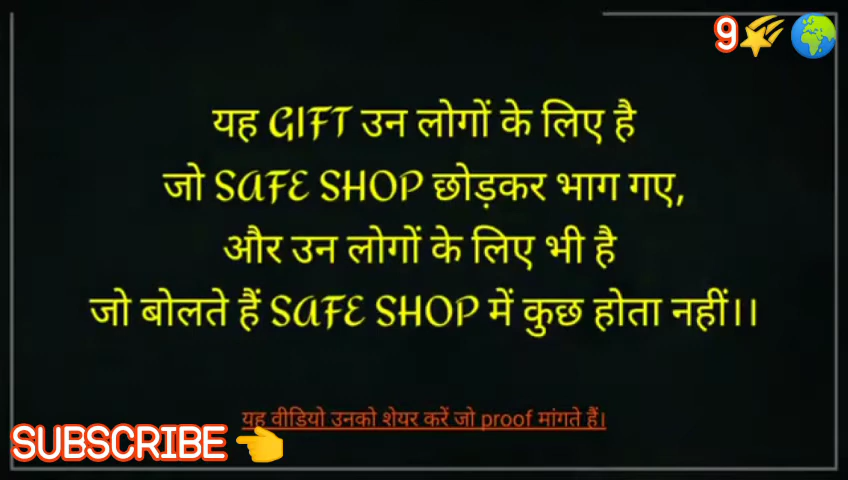 9
यह GIFT उन लोगों के लिए है
जो SAFE SHOP छोड़कर भाग गए,
और उन लोगों के लिए भी है
जो बोलते हैं SAFE SHOP में कुछ होता नहीं।।
यह वीडियो उनको शेयर करें जो proof मांगते हैं।
SUBSCRIBE